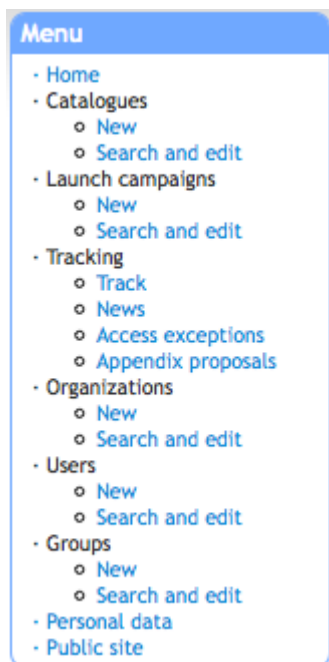 Menu
· Home
· Catalogues
New
Search and edit
· Launch campaigns
New
Search and edit
· Tracking
Track
News
Access exceptions
Appendix proposals
· Organizations
New
Search and edit
· Users
New
Search and edit
· Groups
New
Search and edit
· Personal data
· Public site